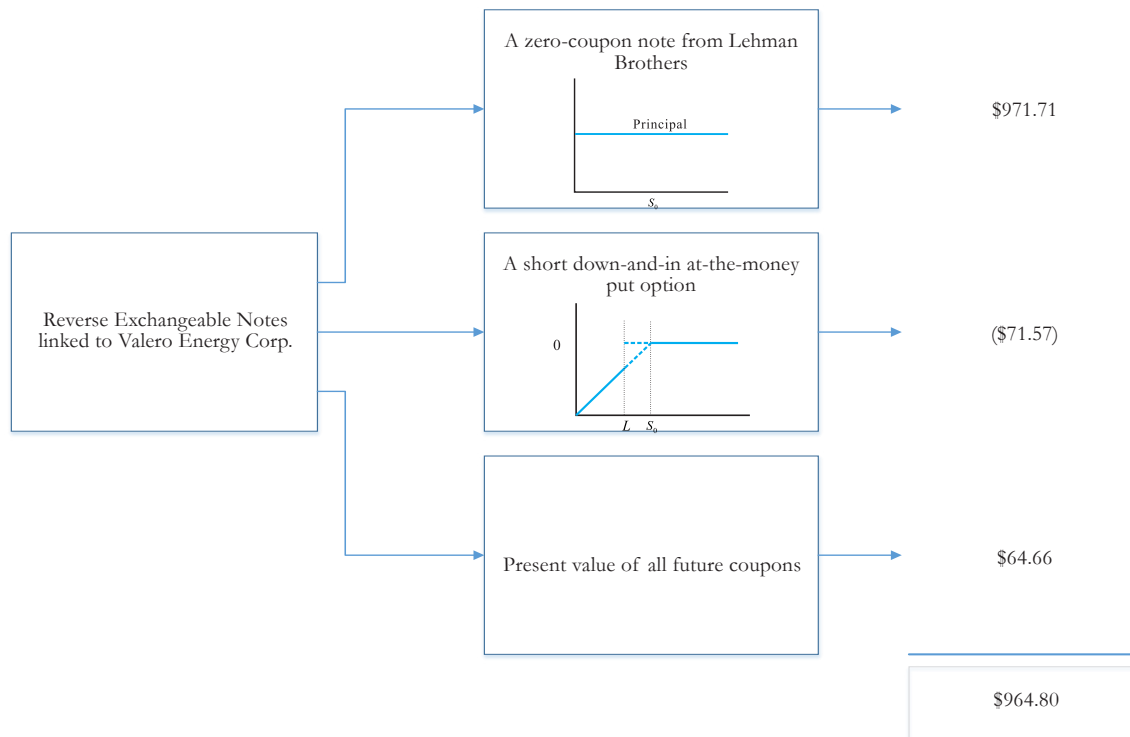 A zero-coupon note from Lehman
Brothers
Principal
S₀
$971.71
Reverse Exchangeable Notes
linked to Valero Energy Corp.
A short down-and-in at-the-money
put option
0
L
S₀
($71.57)
Present value of all future coupons
$64.66
$964.80